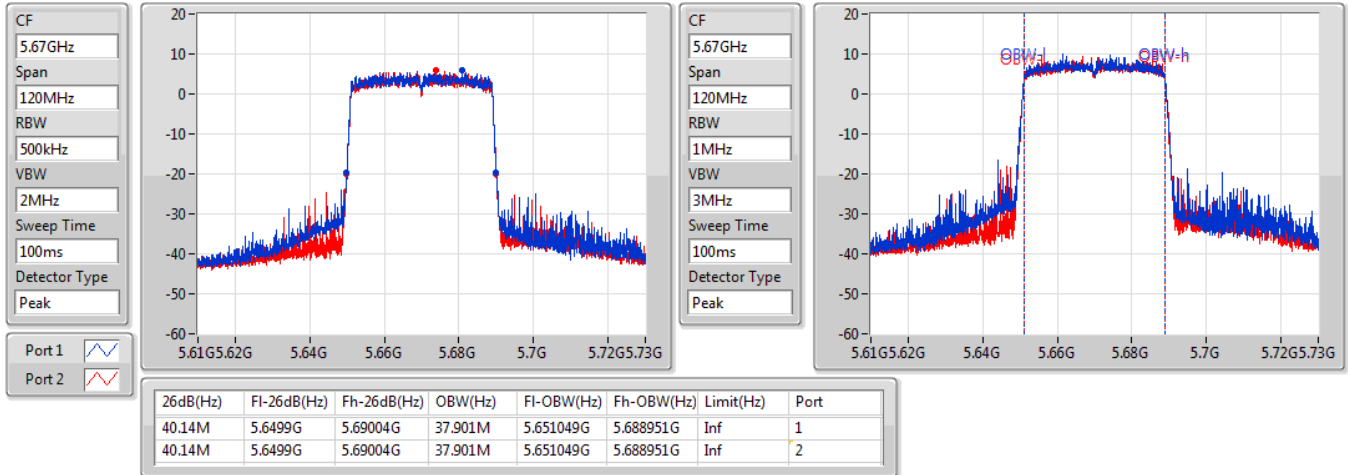 CF
5.67GHz
Span
120MHz
RBW
500kHz
VBW
2MHz
Sweep Time
100ms
Detector Type
Peak
Port 1
Port 2
20
10
0
-10
-20
-30
-40
-50
-60
5.61G5.62G 5.64G 5.66G 5.68G 5.7G 5.72G5.73G
CF
5.67GHz
Span
120MHz
RBW
1MHz
VBW
3MHz
Sweep Time
100ms
Detector Type
Peak
20
10
0
-10
-20
-30
-40
-50
-60
OBW-l OBW-h
5.61G5.62G 5.64G 5.66G 5.68G 5.7G 5.72G5.73G
26dB(Hz) Fl-26dB(Hz) Fh-26dB(Hz) OBW(Hz) Fl-OBW(Hz) Fh-OBW(Hz) Limit(Hz) Port
40.14M 5.6499G 5.69004G 37.901M 5.651049G 5.688951G Inf 1
40.14M 5.6499G 5.69004G 37.901M 5.651049G 5.688951G Inf 2